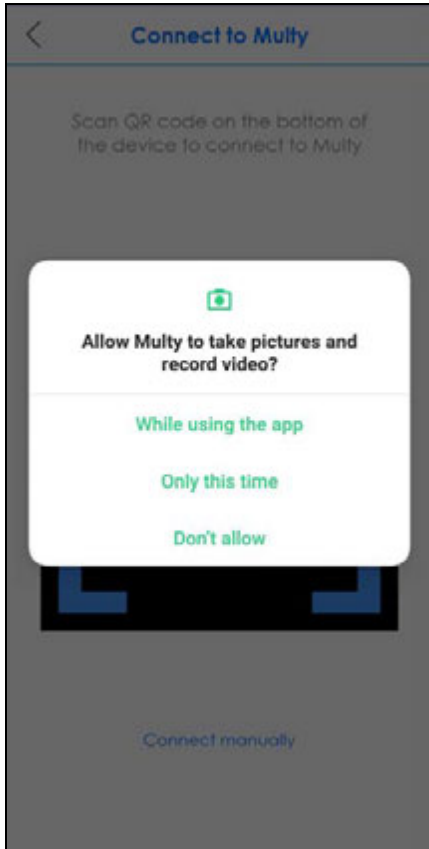 Connect to Multy
Scan QR code on the bottom of
the device to connect to Multy
Allow Multy to take pictures and
record video?
While using the app
Only this time
Don't allow
Connect manually